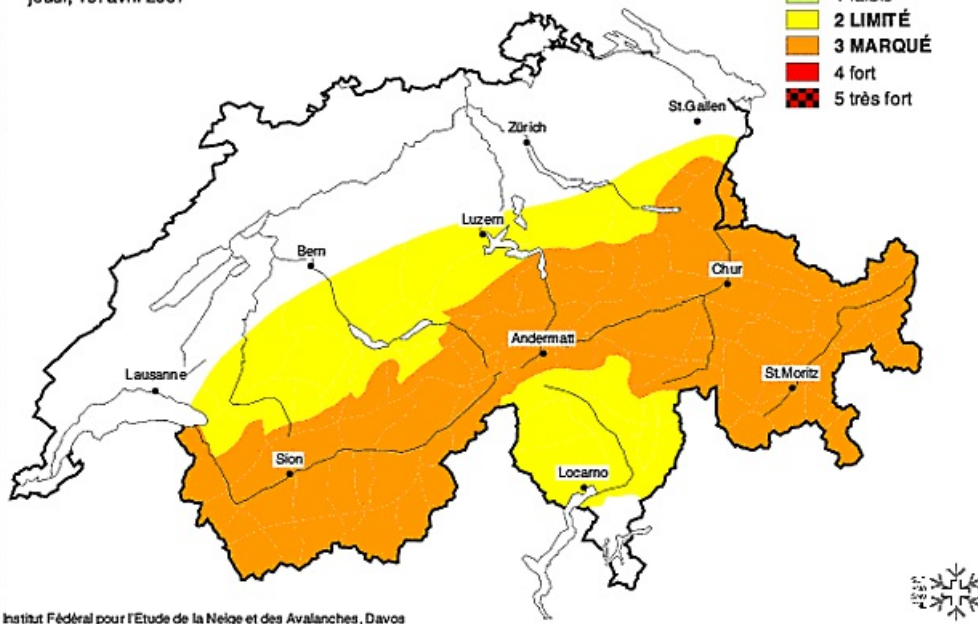 2 LIMITÉ
3 MARQUÉ
4 fort
5 très fort
St.Gallen
Zürich
Luzern
Bern
Chur
Andermatt
Lausanne
St.Moritz
Sion
Locarno
Institut Fédéral pour l'Etude de la Neige et des Avalanches, Davos